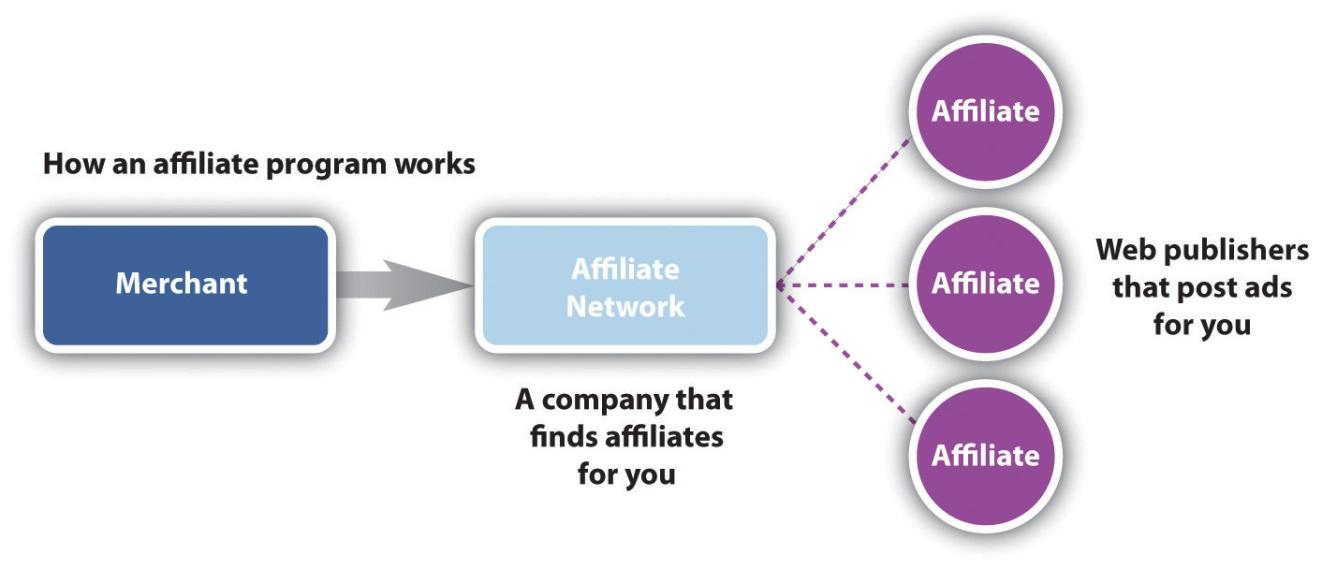 How an affiliate program works
Merchant
Affiliate
Network
A company that
finds affiliates
for you
Affiliate
Affiliate
Affiliate
Web publishers
that post ads
for you